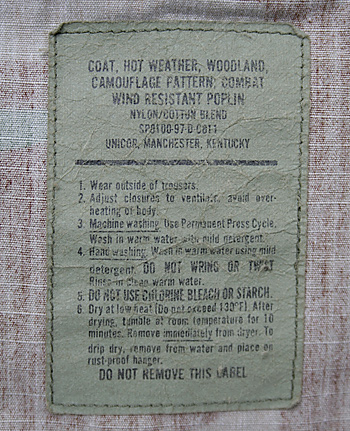 COAT, HOT WEATHER, WOODLAND,
CAMOUFLAGE PATTERN, COMBAT
WIND RESISTANT POPLIN
NYLON/COTTON BLEND
SPO100-97-D C811
UNICOR, MANCHESTER, KENTUCKY
1. Wear outside of trousers.
2. Adjust closures to ventilate, avoid over-
heating of body.
3. Machine washing. Use Permanent Press Cycle.
Wash in warm water with mild detergent.
4. Hand washing. Wash in warm water using mild
detergent. DO NOT WRING OR TWIST
Rinse in clean warm water.
5. DO NOT USE CHLORINE BLEACH OR STARCH.
6. Dry at low heat (Do not exceed 130°F). After
drying, tumble at room temperature for 10
minutes. Remove immediately from dryer. To
drip dry, remove from water and place on
rust-proof hanger.
DO NOT REMOVE THIS LABEL